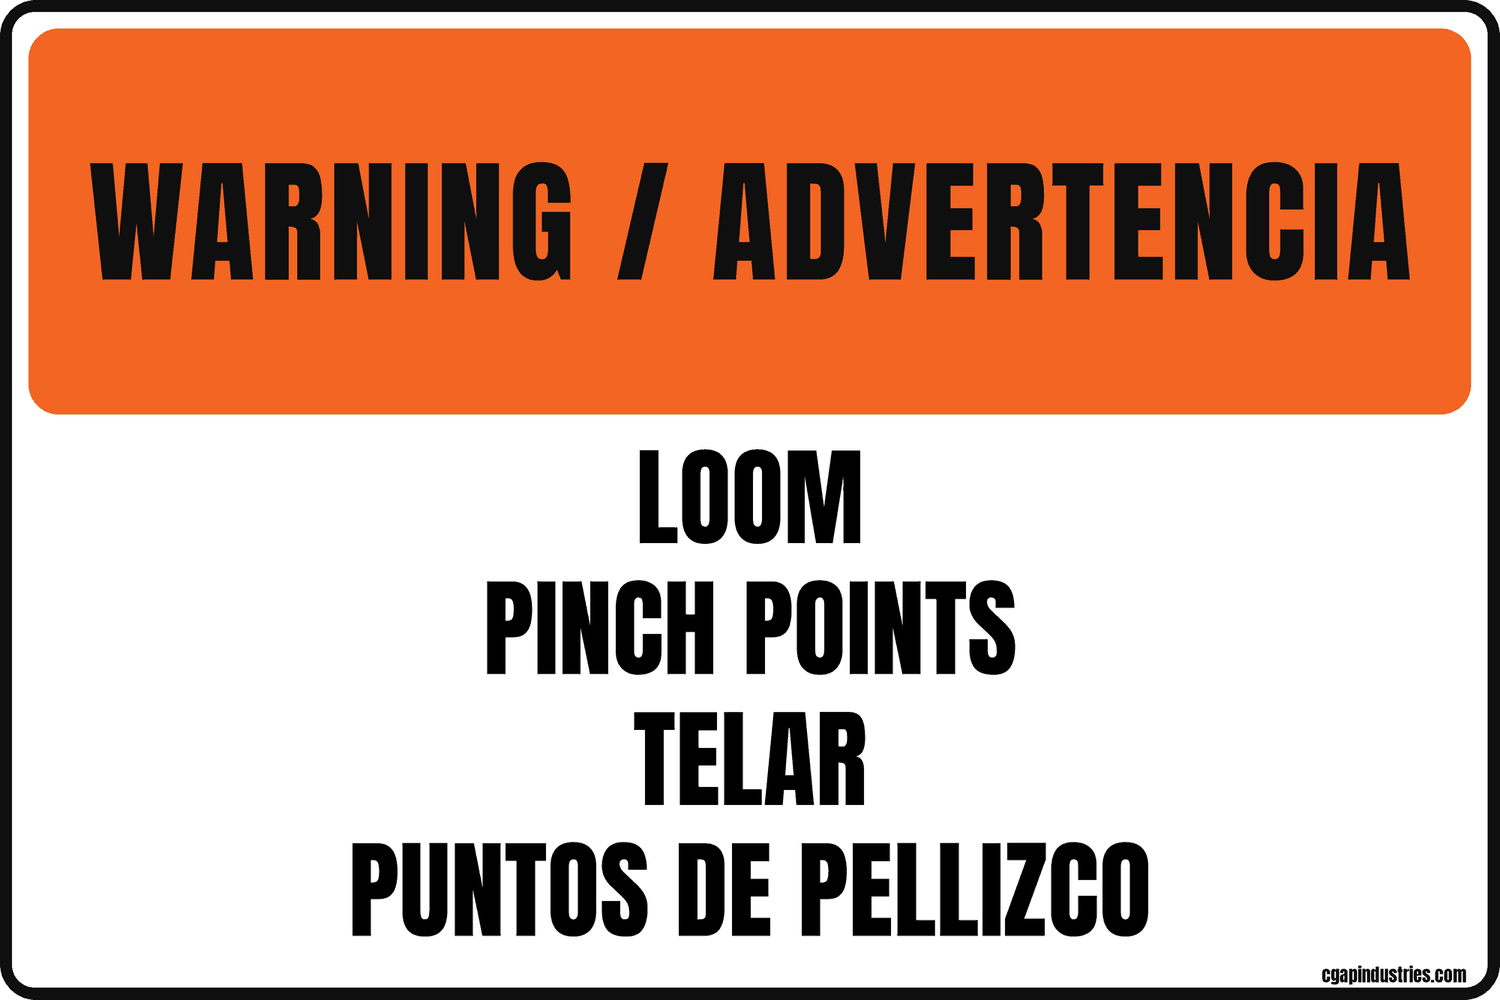 WARNING / ADVERTENCIA
LOOM
PINCH POINTS
TELAR
PUNTOS DE PELLIZCO
cgapindustries.com